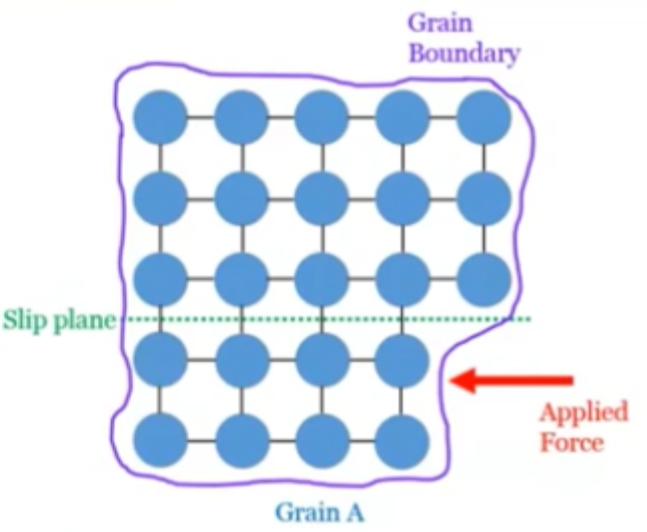 Grain
Boundary
Slip plane
Applied
Force
Grain A